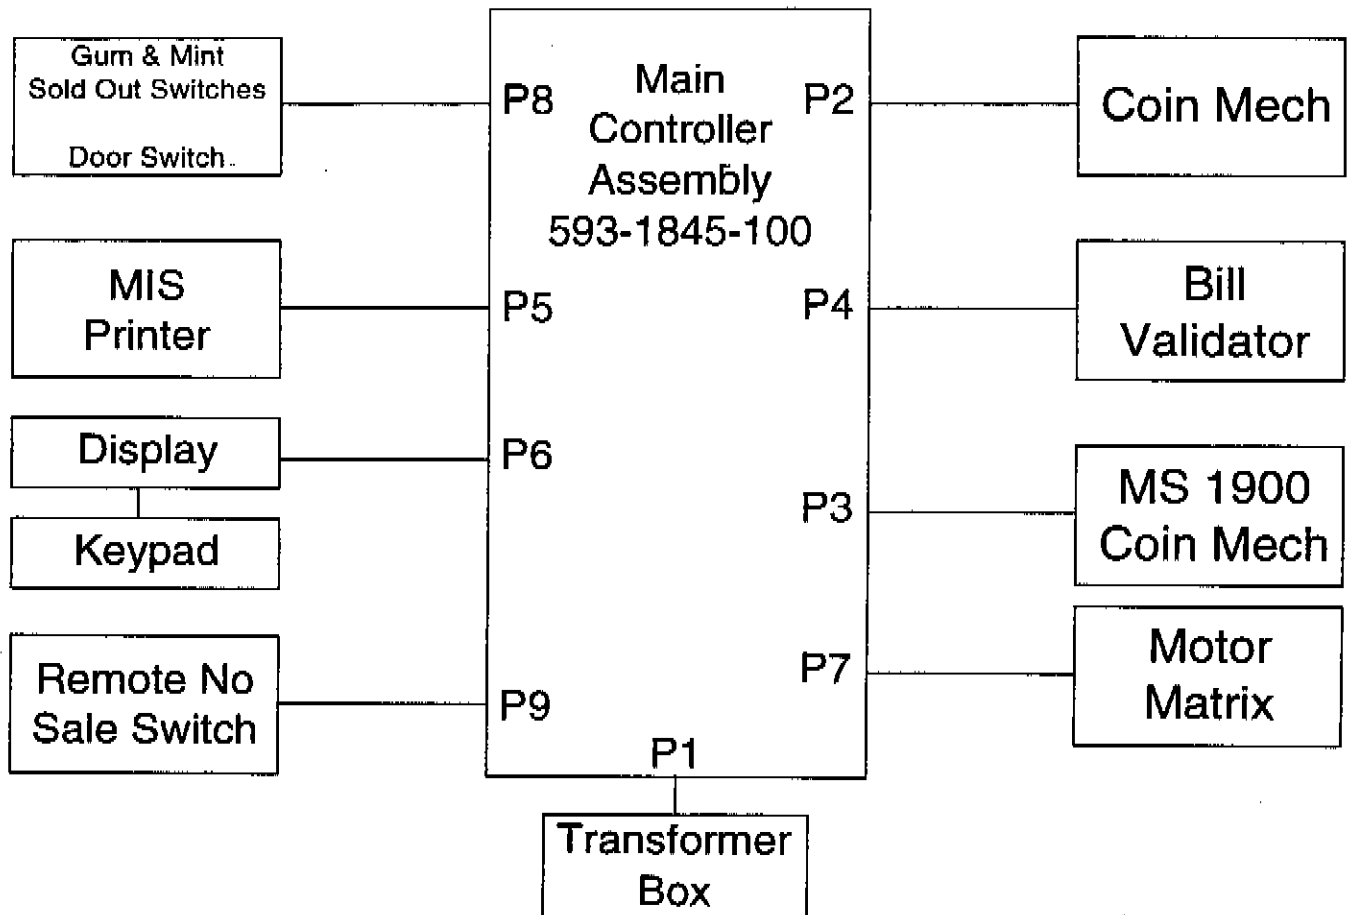 Gum & Mint
Sold Out Switches
Door Switch
MIS
Printer
Display
Keypad
Remote No
Sale Switch
P8
P5
P6
P9
Main
Controller
Assembly
593-1845-100
P2
P4
P3
P7
P1
Coin Mech
Bill
Validator
MS 1900
Coin Mech
Motor
Matrix
Transformer
Box